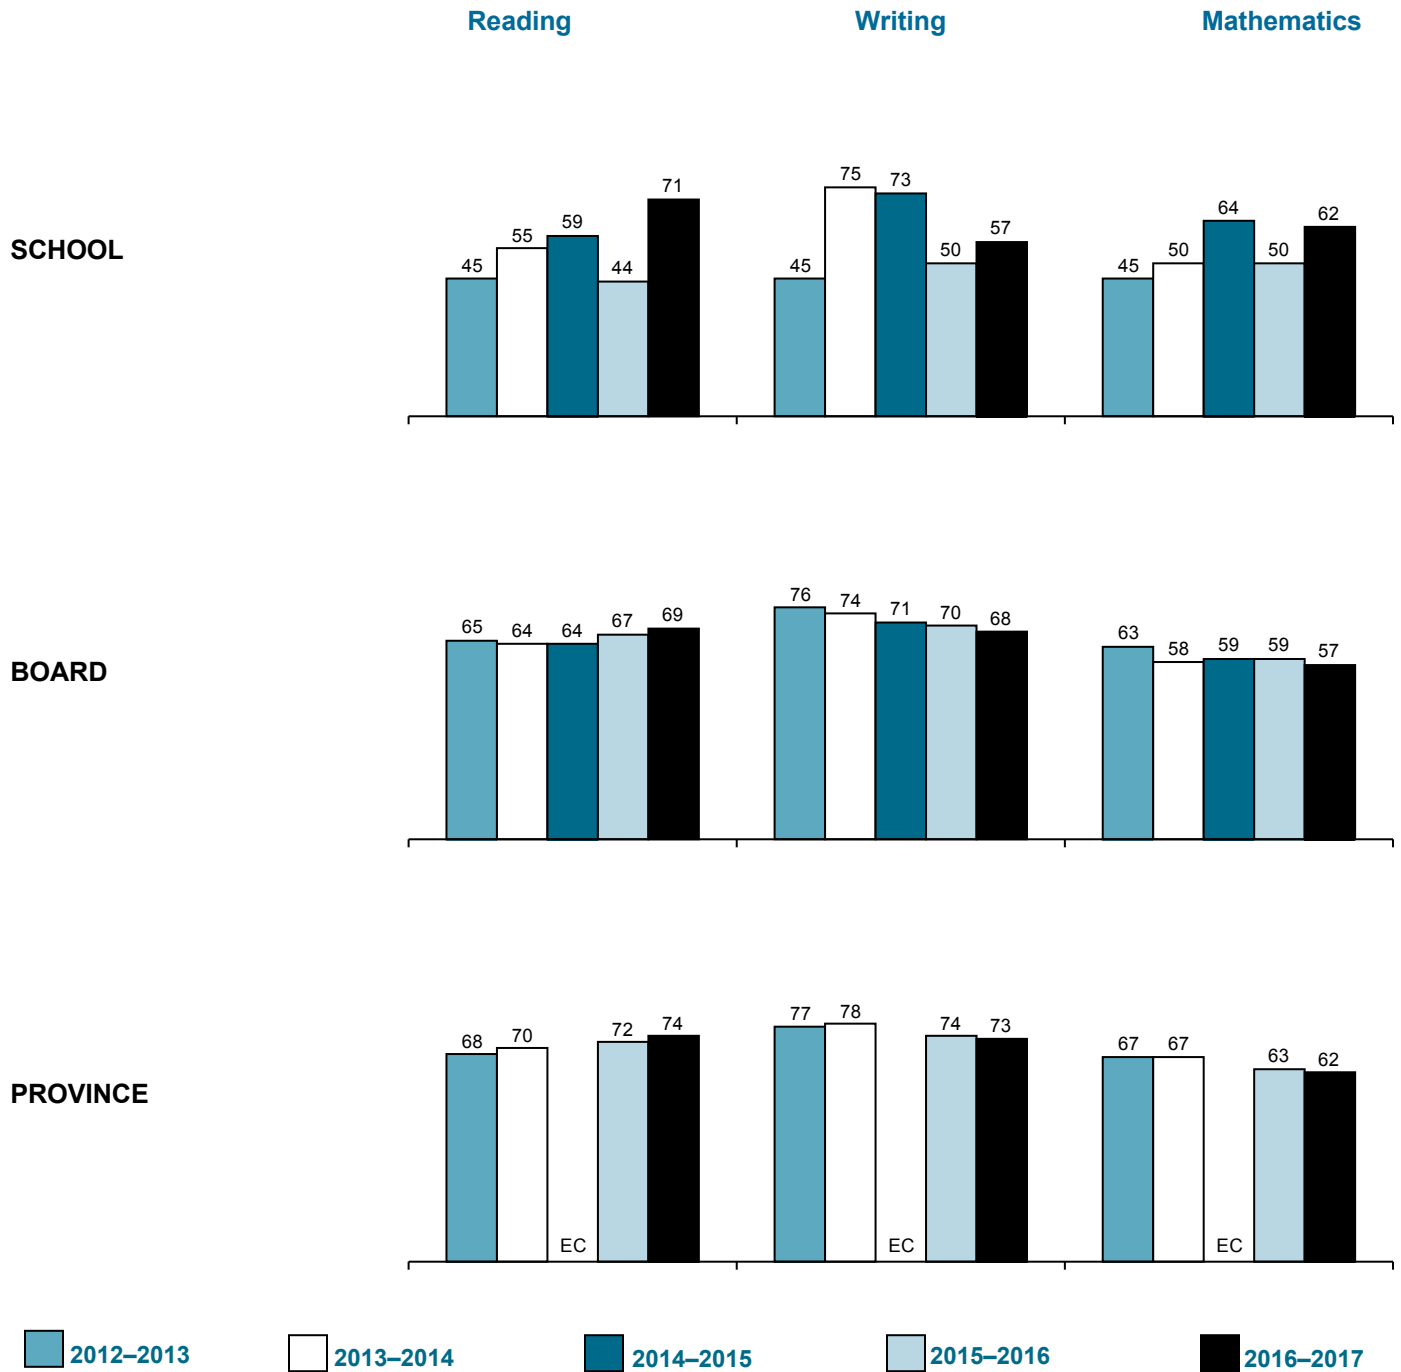 Reading Writing Mathematics
SCHOOL
45 55 59 44 71
45 75 73 50 57
45 50 64 50 62
BOARD
65 64 64 67 69
76 74 71 70 68
63 58 59 59 57
PROVINCE
68 70 EC 72 74
77 78 EC 74 73
67 67 EC 63 62
2012–2013 2013–2014 2014–2015 2015–2016 2016–2017